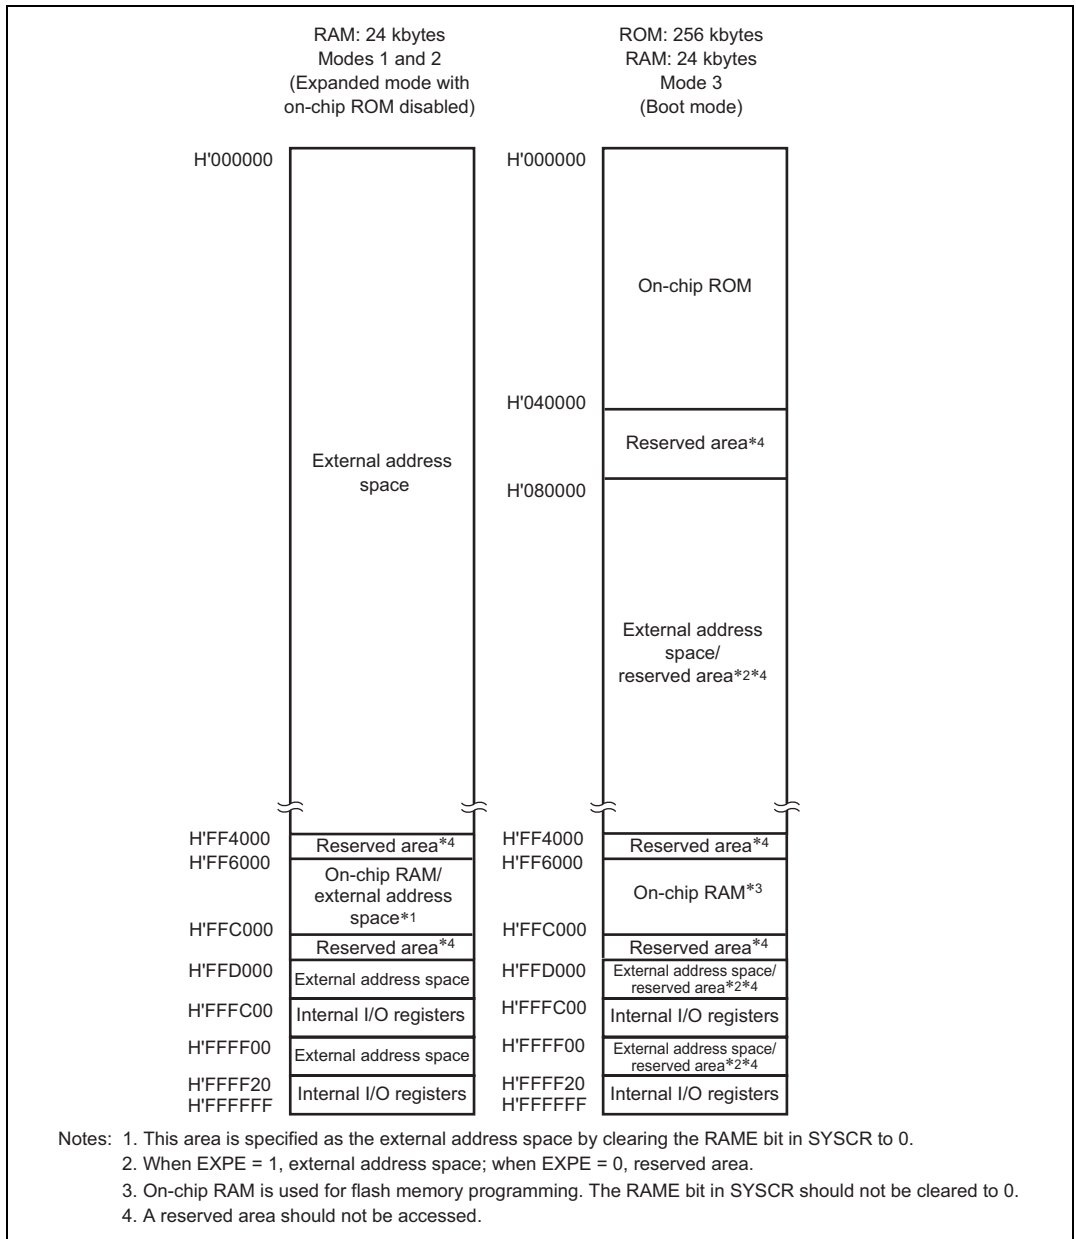 RAM: 24 kbytes
Modes 1 and 2
(Expanded mode with
on-chip ROM disabled)
H'000000
External address
space
H'FF4000
Reserved area*4
H'FF6000
On-chip RAM/
external address
space*1
H'FFC000
Reserved area*4
H'FFD000
External address space
H'FFFC00
Internal I/O registers
H'FFFF00
External address space
H'FFFF20
Internal I/O registers
H'FFFFFF
ROM: 256 kbytes
RAM: 24 kbytes
Mode 3
(Boot mode)
H'000000
On-chip ROM
H'040000
Reserved area*4
H'080000
External address
space/
reserved area*2*4
H'FF4000
Reserved area*4
H'FF6000
On-chip RAM*3
H'FFC000
Reserved area*4
H'FFD000
External address space/
reserved area*2*4
H'FFFC00
Internal I/O registers
H'FFFF00
External address space/
reserved area*2*4
H'FFFF20
Internal I/O registers
H'FFFFFF
Notes: 1. This area is specified as the external address space by clearing the RAME bit in SYSCR to 0.
2. When EXPE = 1, external address space; when EXPE = 0, reserved area.
3. On-chip RAM is used for flash memory programming. The RAME bit in SYSCR should not be cleared to 0.
4. A reserved area should not be accessed.